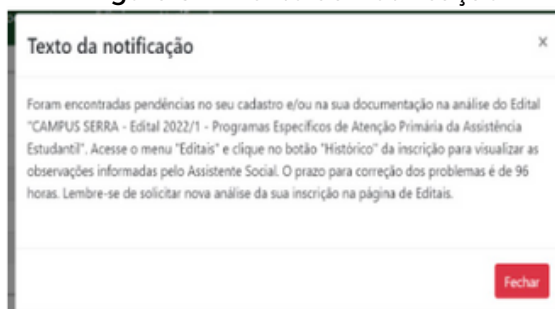 Texto da notificação
×
Foram encontradas pendências no seu cadastro e/ou na sua documentação na análise do Edital
"CAMPUS SERRA - Edital 2022/1 - Programas Específicos de Atenção Primária da Assistência
Estudantil". Acesse o menu "Editais" e clique no botão "Histórico" da inscrição para visualizar as
observações informadas pelo Assistente Social. O prazo para correção dos problemas é de 96
horas. Lembre-se de solicitar nova análise da sua inscrição na página de Editais.
Fechar